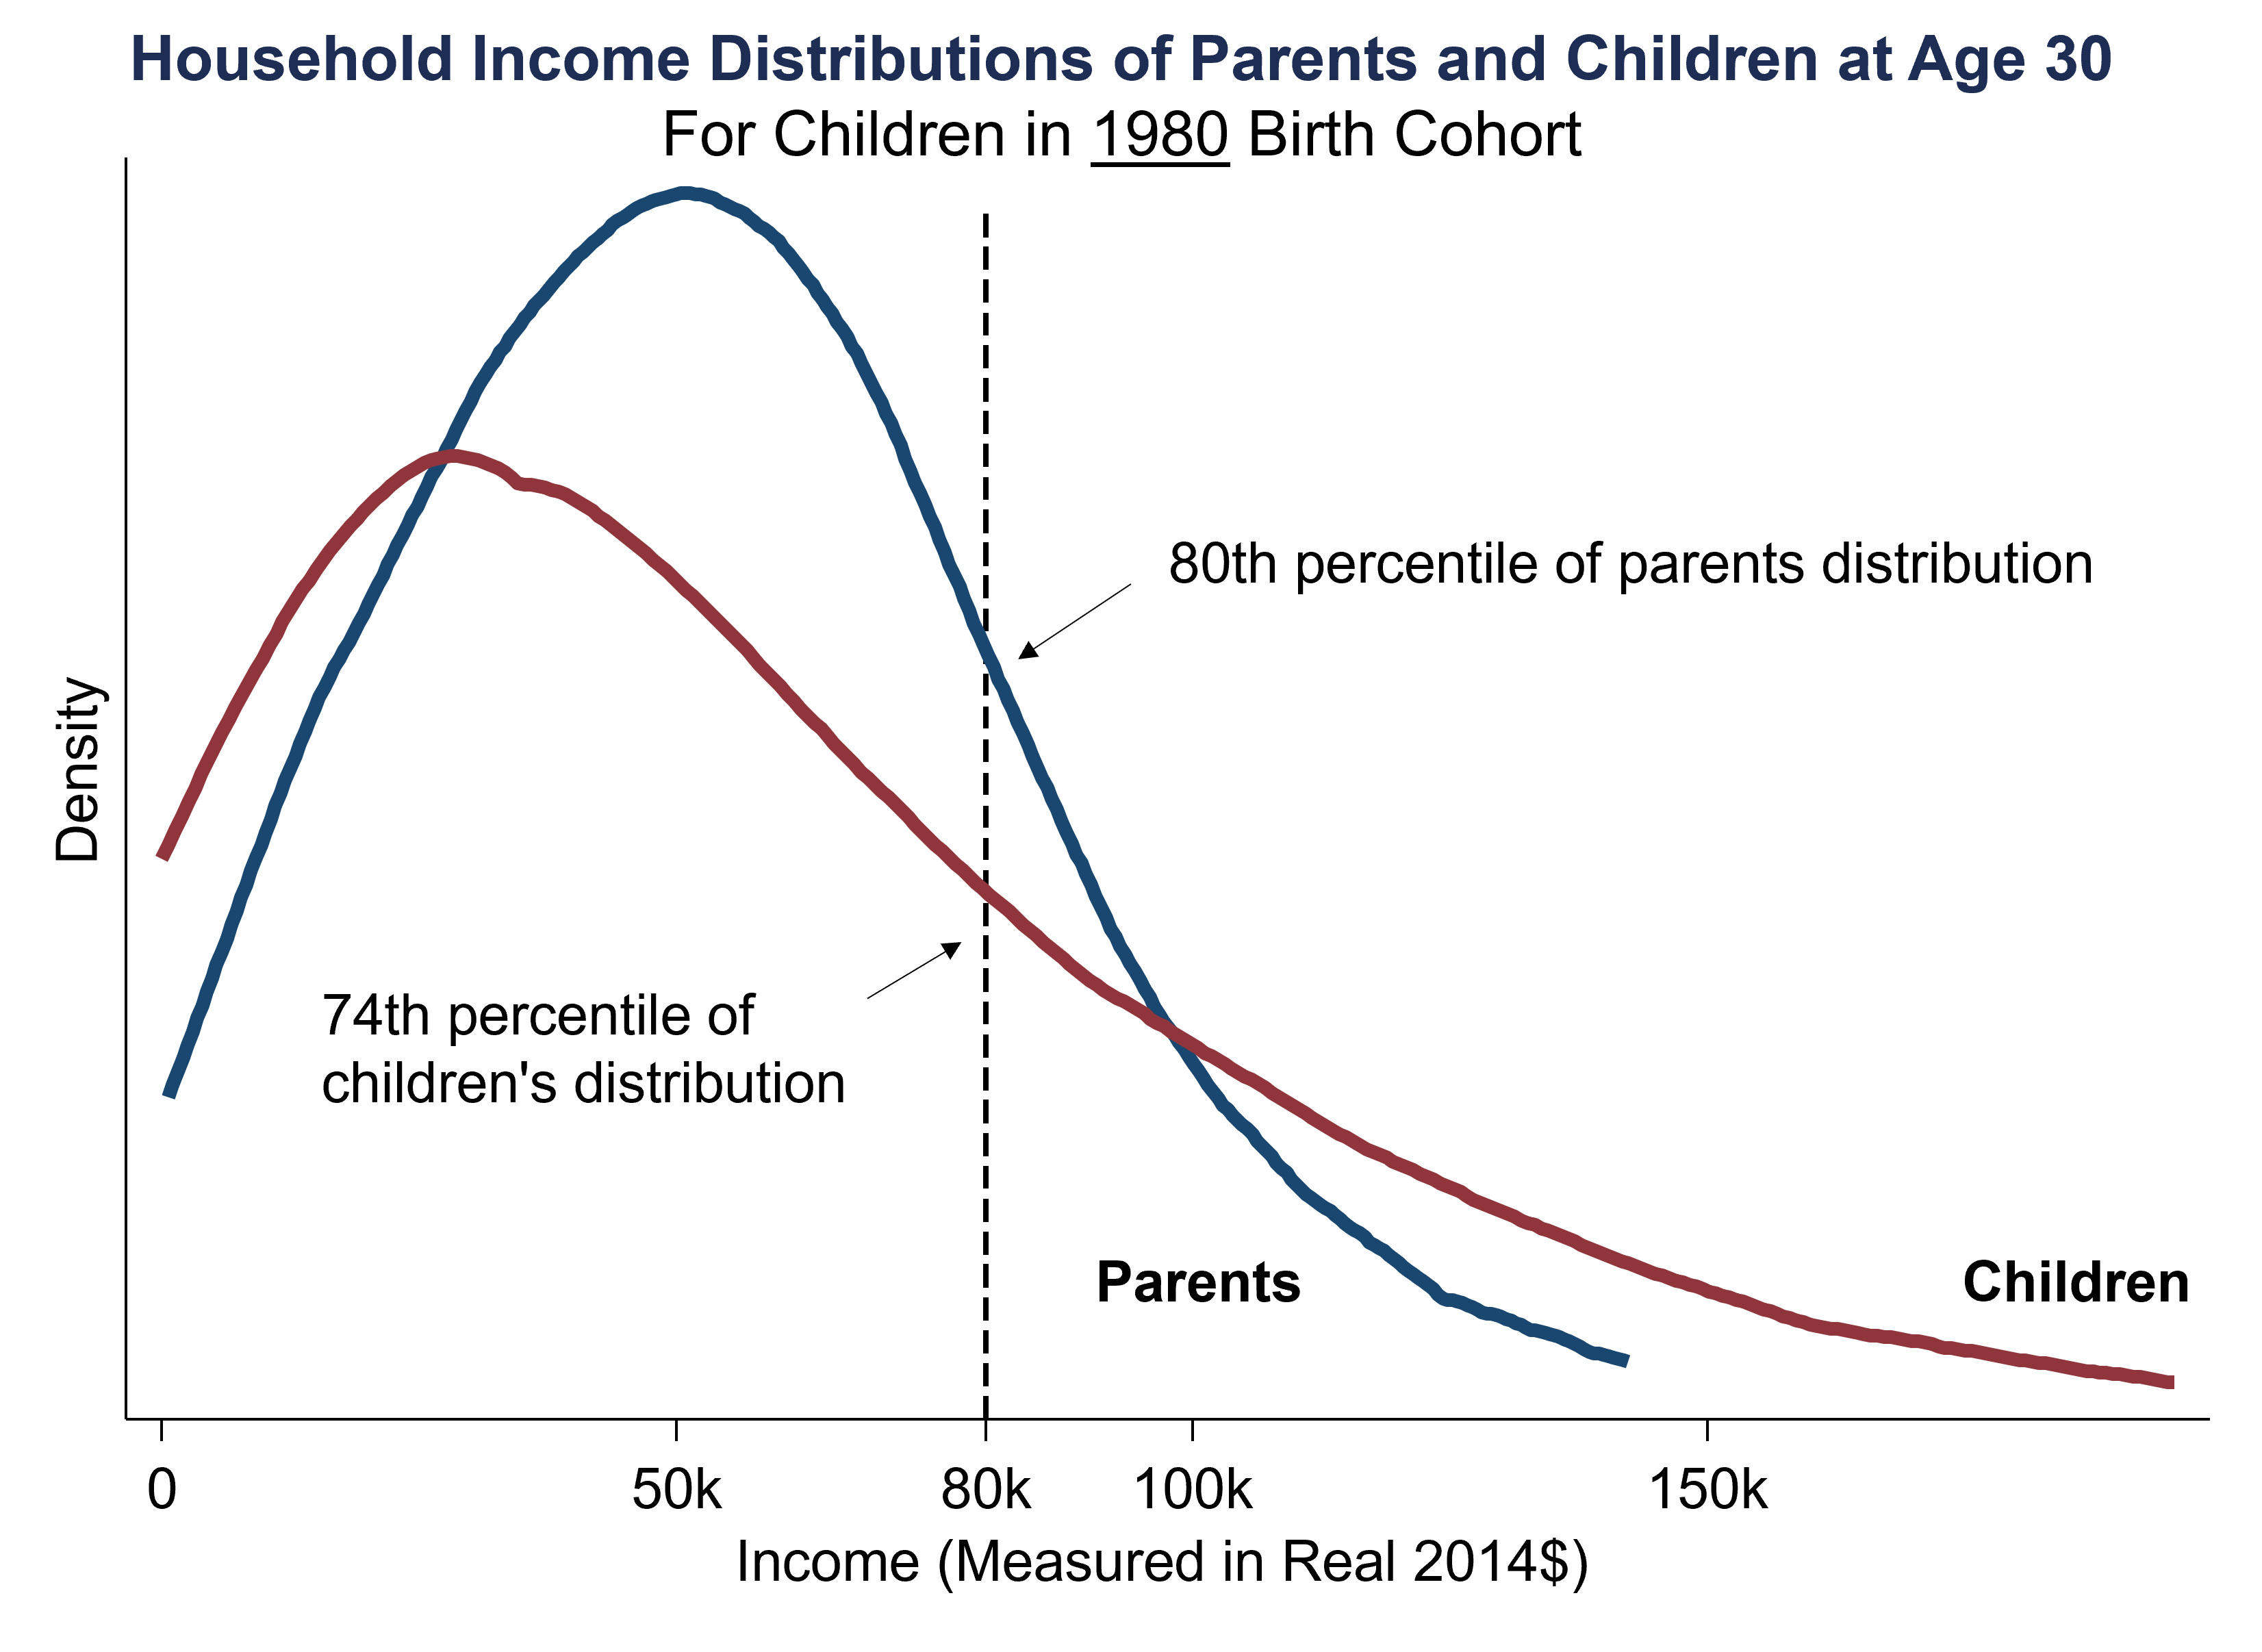 Household Income Distributions of Parents and Children at Age 30
For Children in 1980 Birth Cohort
80th percentile of parents distribution
Density
74th percentile of
children's distribution
Parents
Children
0
50k
80k
100k
150k
Income (Measured in Real 2014$)